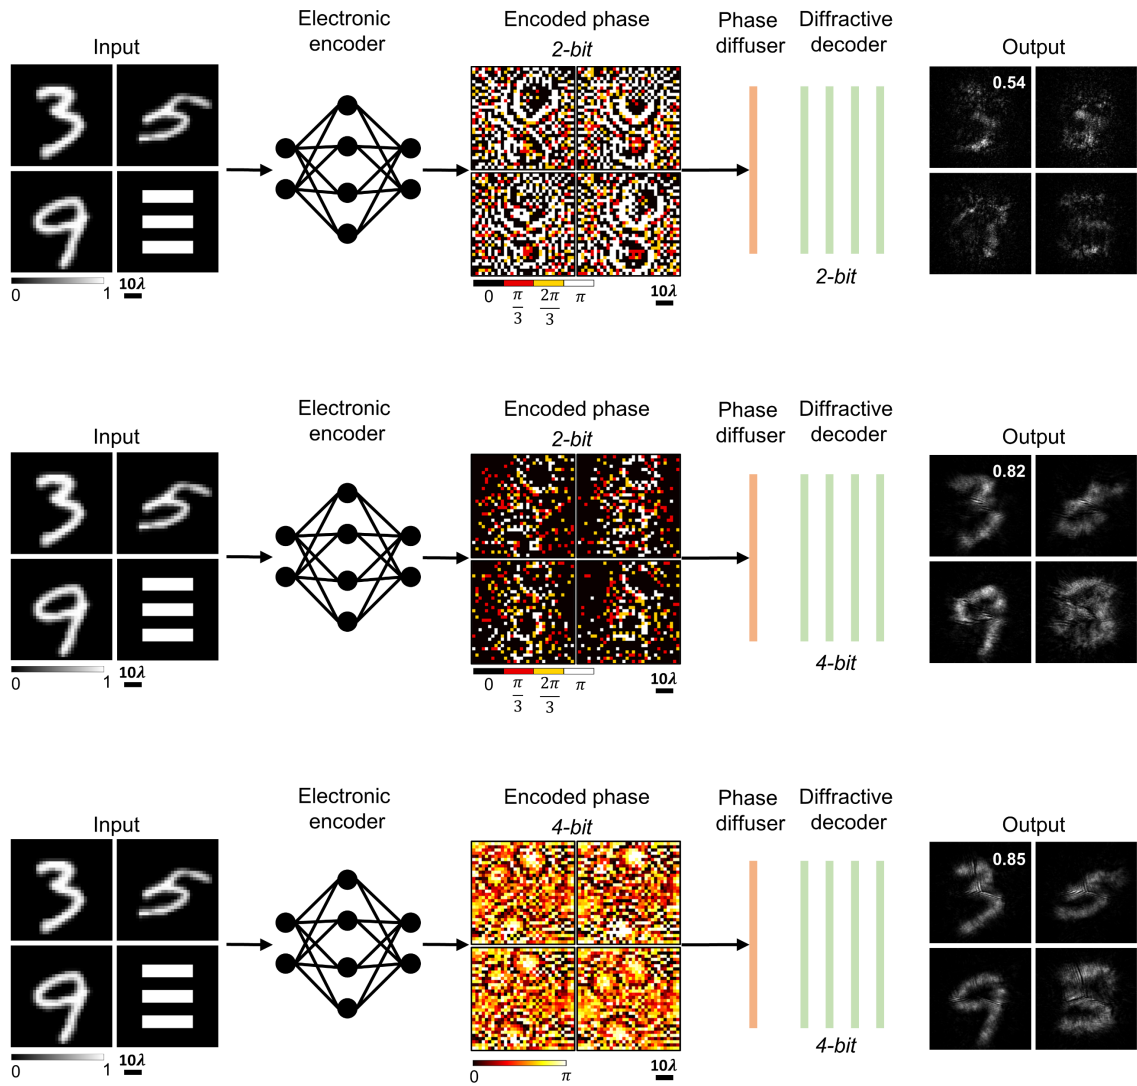 Input
Electronic
encoder
Encoded phase
2-bit
Phase
diffuser
Diffractive
decoder
Output
0.54
2-bit
0 1 10λ
0 π/3 2π/3 π 10λ
Input
Electronic
encoder
Encoded phase
2-bit
Phase
diffuser
Diffractive
decoder
Output
0.82
4-bit
0 1 10λ
0 π/3 2π/3 π 10λ
Input
Electronic
encoder
Encoded phase
4-bit
Phase
diffuser
Diffractive
decoder
Output
0.85
4-bit
0 1 10λ
0 π 10λ